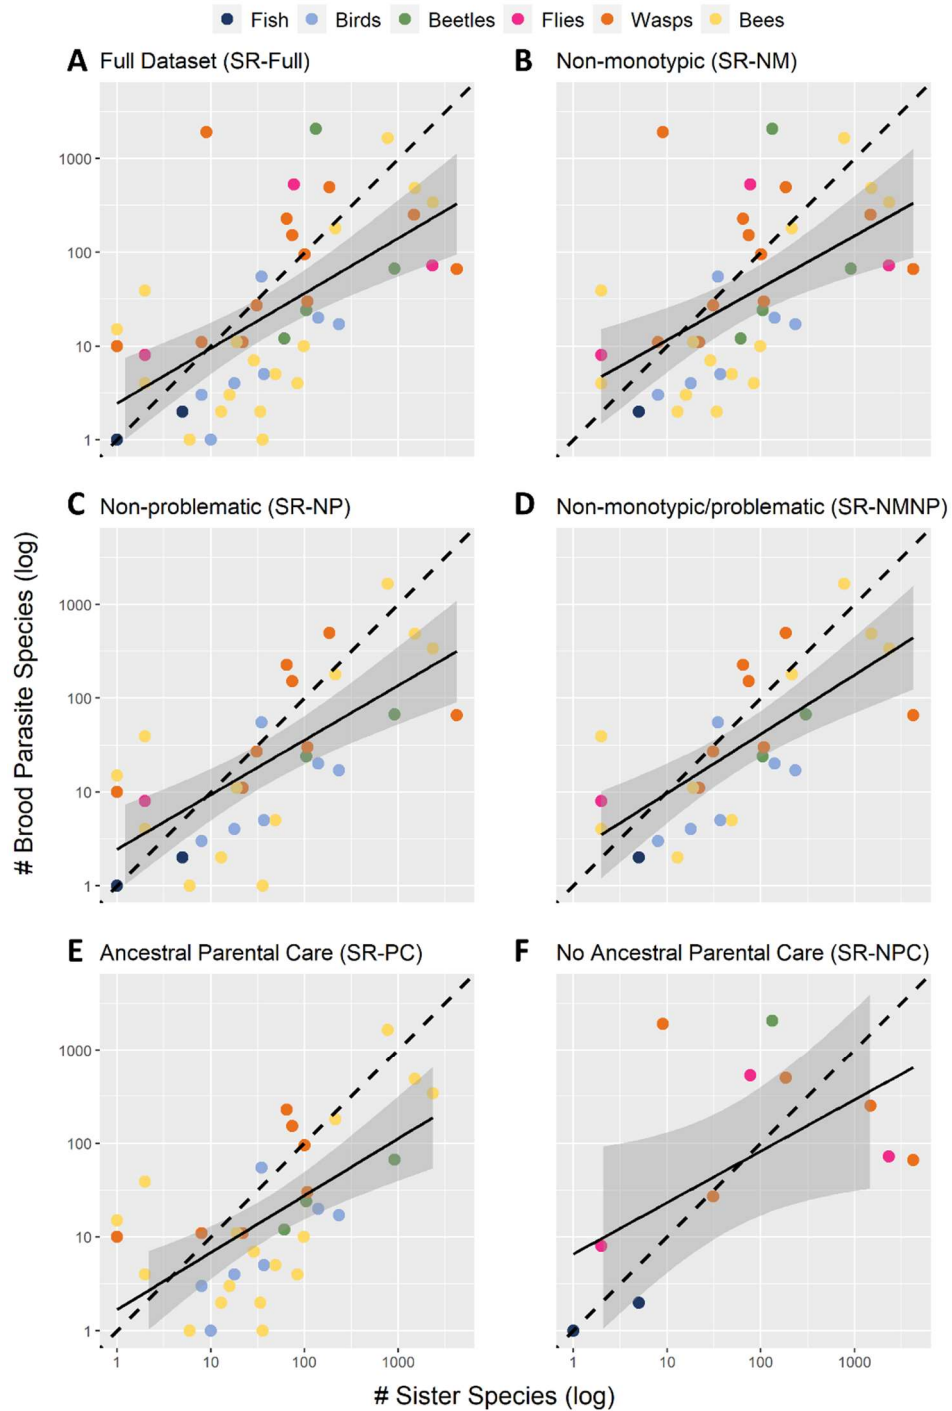 Fish Birds Beetles Flies Wasps Bees
A Full Dataset (SR-Full)
B Non-monotypic (SR-NM)
1000
100
10
1
C Non-problematic (SR-NP)
D Non-monotypic/problematic (SR-NMNP)
1000
100
10
1
# Brood Parasite Species (log)
E Ancestral Parental Care (SR-PC)
F No Ancestral Parental Care (SR-NPC)
1000
100
10
1
1 10 100 1000
1 10 100 1000
# Sister Species (log)